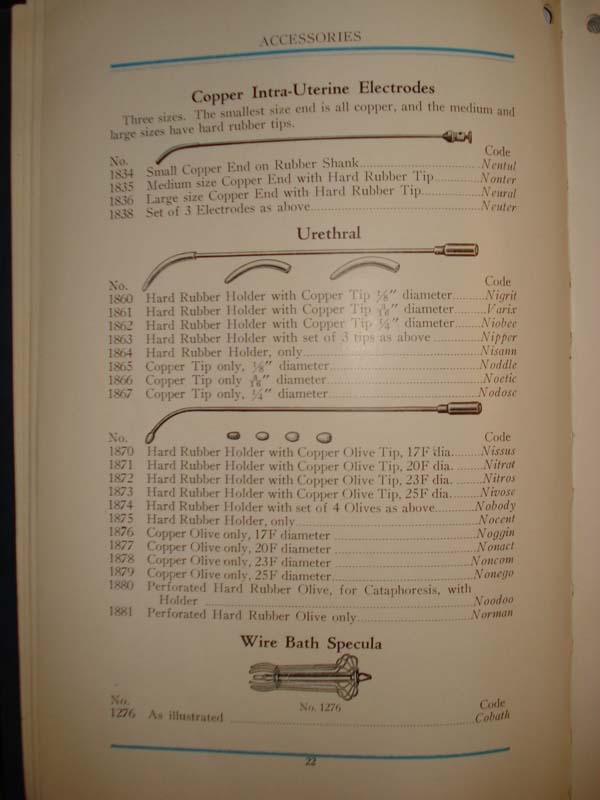 ACCESSORIES
Copper Intra-Uterine Electrodes
Three sizes. The smallest size end is all copper, and the medium and
large sizes have hard rubber tips.
No. Code
1834 Small Copper End on Rubber Shank Nentul
1835 Medium size Copper End with Hard Rubber Tip Nonter
1836 Large size Copper End with Hard Rubber Tip Neural
1838 Set of 3 Electrodes as above Neuter
Urethral
No. Code
1860 Hard Rubber Holder with Copper Tip 1/8" diameter Nigrit
1861 Hard Rubber Holder with Copper Tip 3/16" diameter Varix
1862 Hard Rubber Holder with Copper Tip 1/4" diameter Niobee
1863 Hard Rubber Holder with set of 3 tips as above Nipper
1864 Hard Rubber Holder, only Nisann
1865 Copper Tip only, 1/8" diameter Noddle
1866 Copper Tip only 3/16" diameter Noetic
1867 Copper Tip only, 1/4" diameter Nodose
No. Code
1870 Hard Rubber Holder with Copper Olive Tip, 17F dia. Nissus
1871 Hard Rubber Holder with Copper Olive Tip, 20F dia. Nitrat
1872 Hard Rubber Holder with Copper Olive Tip, 23F dia. Nitros
1873 Hard Rubber Holder with Copper Olive Tip, 25F dia. Nivose
1874 Hard Rubber Holder with set of 4 Olives as above Nobody
1875 Hard Rubber Holder, only Nocent
1876 Copper Olive only, 17F diameter Noggin
1877 Copper Olive only, 20F diameter Nonact
1878 Copper Olive only, 23F diameter Noncom
1879 Copper Olive only, 25F diameter Nonego
1880 Perforated Hard Rubber Olive, for Cataphoresis, with
Holder Noodoo
1881 Perforated Hard Rubber Olive only Norman
Wire Bath Specula
No. 1276
No. Code
1276 As illustrated Cobath
22